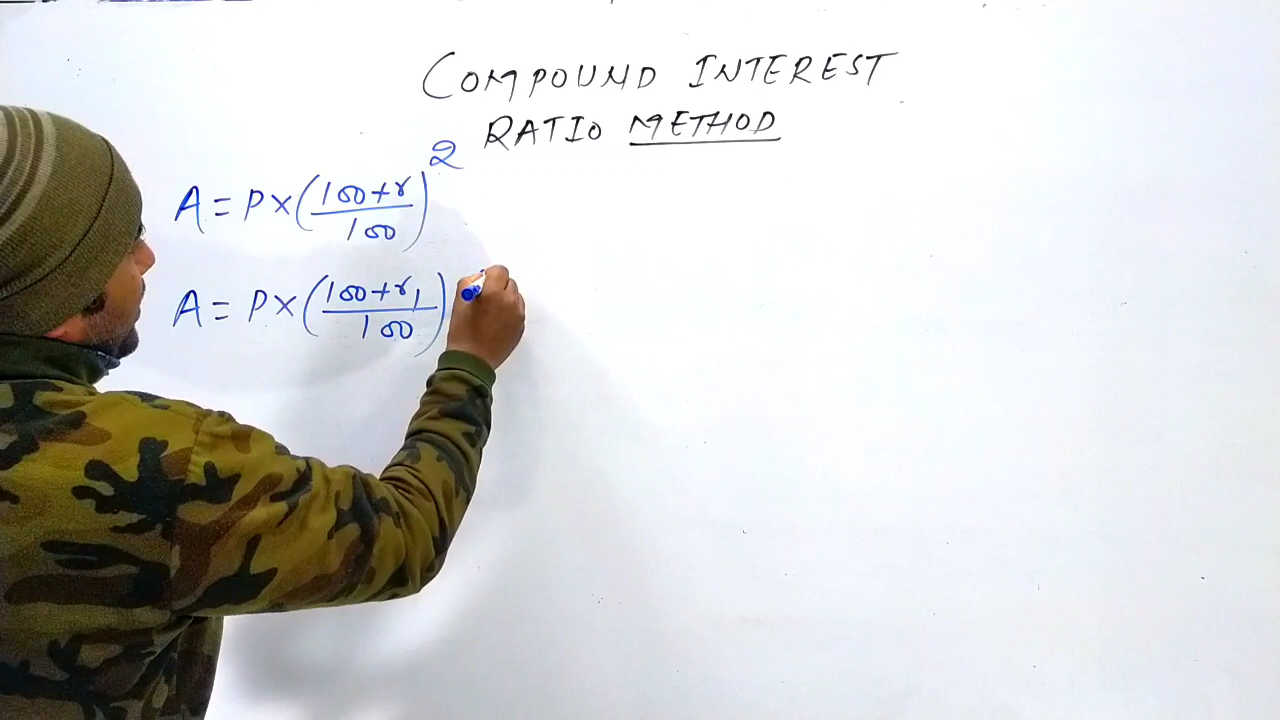 COMPOUND INTEREST
RATIO METHOD
A = P × (100+r / 100)²
A = P × (100+r₁ / 100)